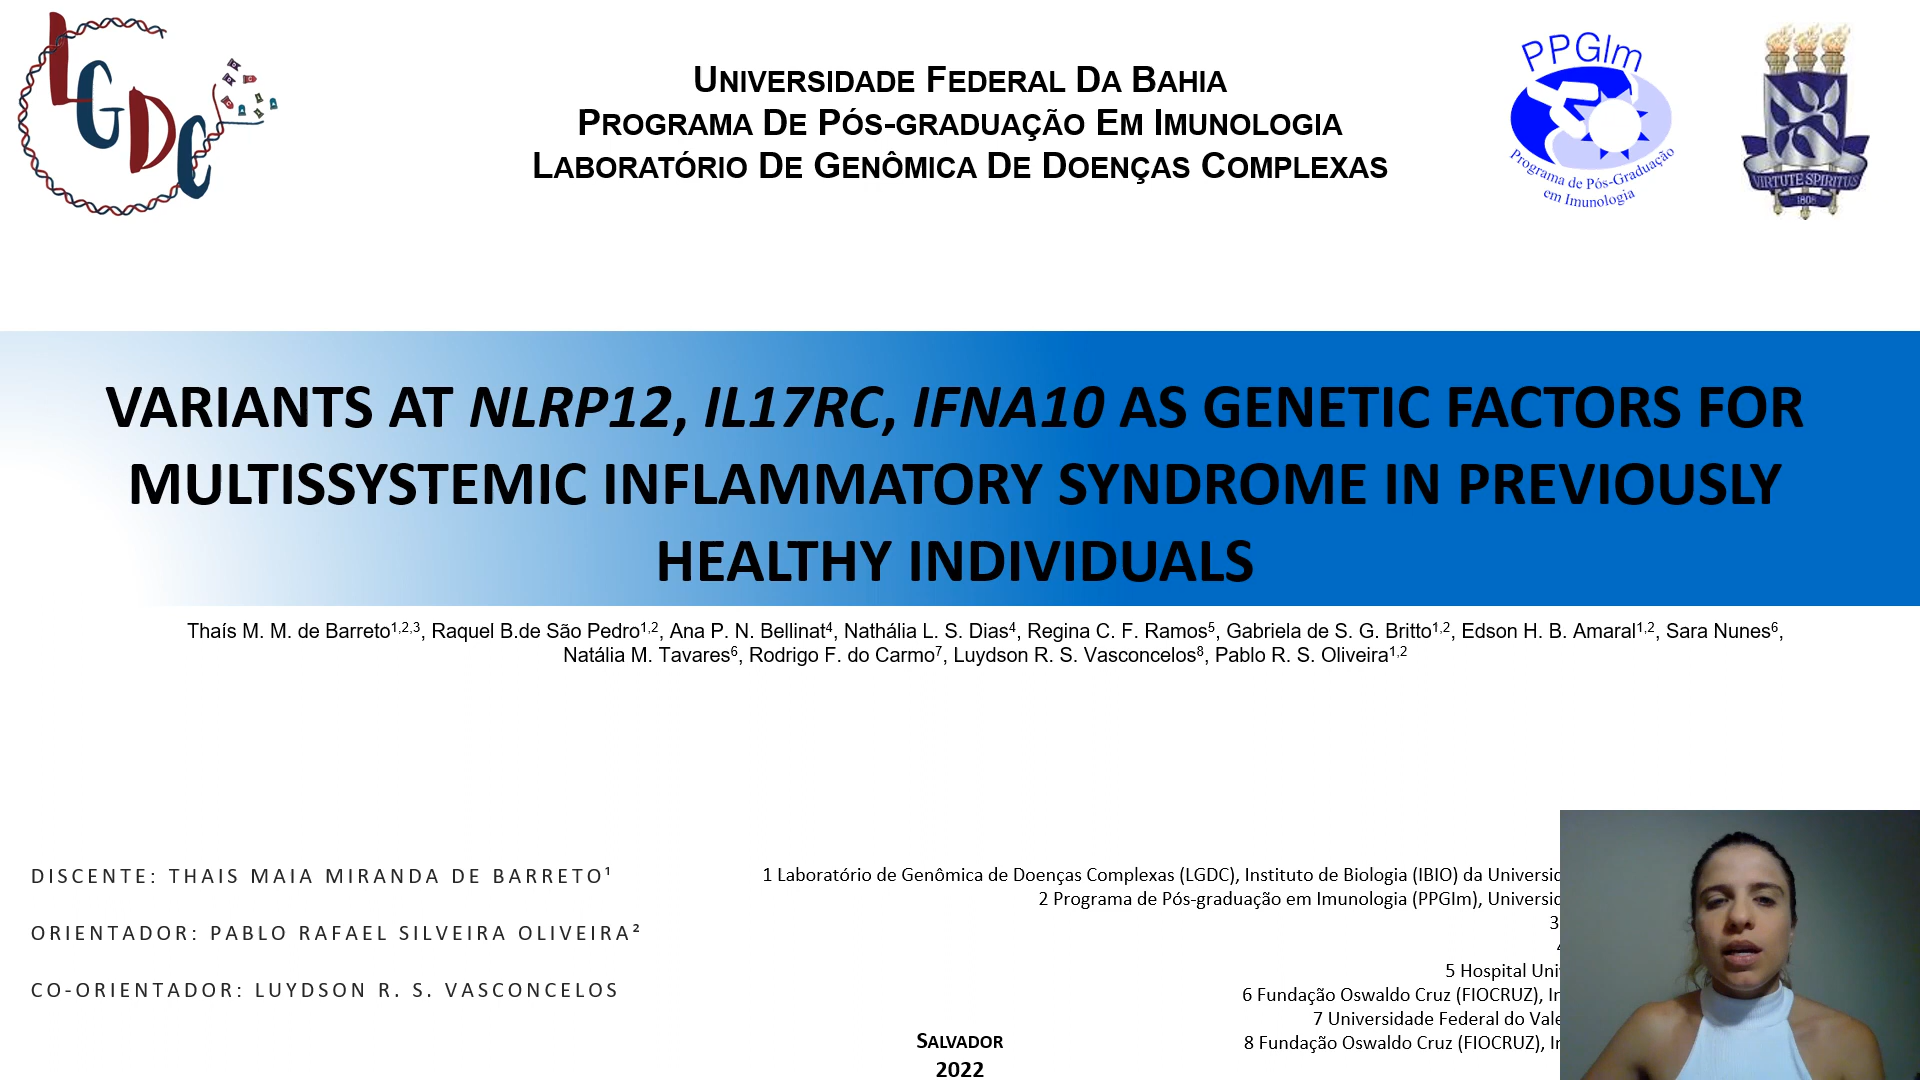 LGDC
UNIVERSIDADE FEDERAL DA BAHIA
PROGRAMA DE PÓS-GRADUAÇÃO EM IMUNOLOGIA
LABORATÓRIO DE GENÔMICA DE DOENÇAS COMPLEXAS
PPGIm
Programa de Pós-Graduação
em Imunologia
VIRTUTE SPIRITUS
1808
VARIANTS AT NLRP12, IL17RC, IFNA10 AS GENETIC FACTORS FOR
MULTISSYSTEMIC INFLAMMATORY SYNDROME IN PREVIOUSLY
HEALTHY INDIVIDUALS
Thaís M. M. de Barreto1,2,3, Raquel B.de São Pedro1,2, Ana P. N. Bellinat4, Nathália L. S. Dias4, Regina C. F. Ramos5, Gabriela de S. G. Britto1,2, Edson H. B. Amaral1,2, Sara Nunes6,
Natália M. Tavares6, Rodrigo F. do Carmo7, Luydson R. S. Vasconcelos8, Pablo R. S. Oliveira1,2
DISCENTE: THAIS MAIA MIRANDA DE BARRETO¹
ORIENTADOR: PABLO RAFAEL SILVEIRA OLIVEIRA²
CO-ORIENTADOR: LUYDSON R. S. VASCONCELOS
1 Laboratório de Genômica de Doenças Complexas (LGDC), Instituto de Biologia (IBIO) da
2 Programa de Pós-graduação em Imunologia (PPGIm),
3
5 Hospital
6 Fundação Oswaldo Cruz (FIOCRUZ),
7 Universidade Federal do
8 Fundação Oswaldo Cruz (FIOCRUZ),
SALVADOR
2022